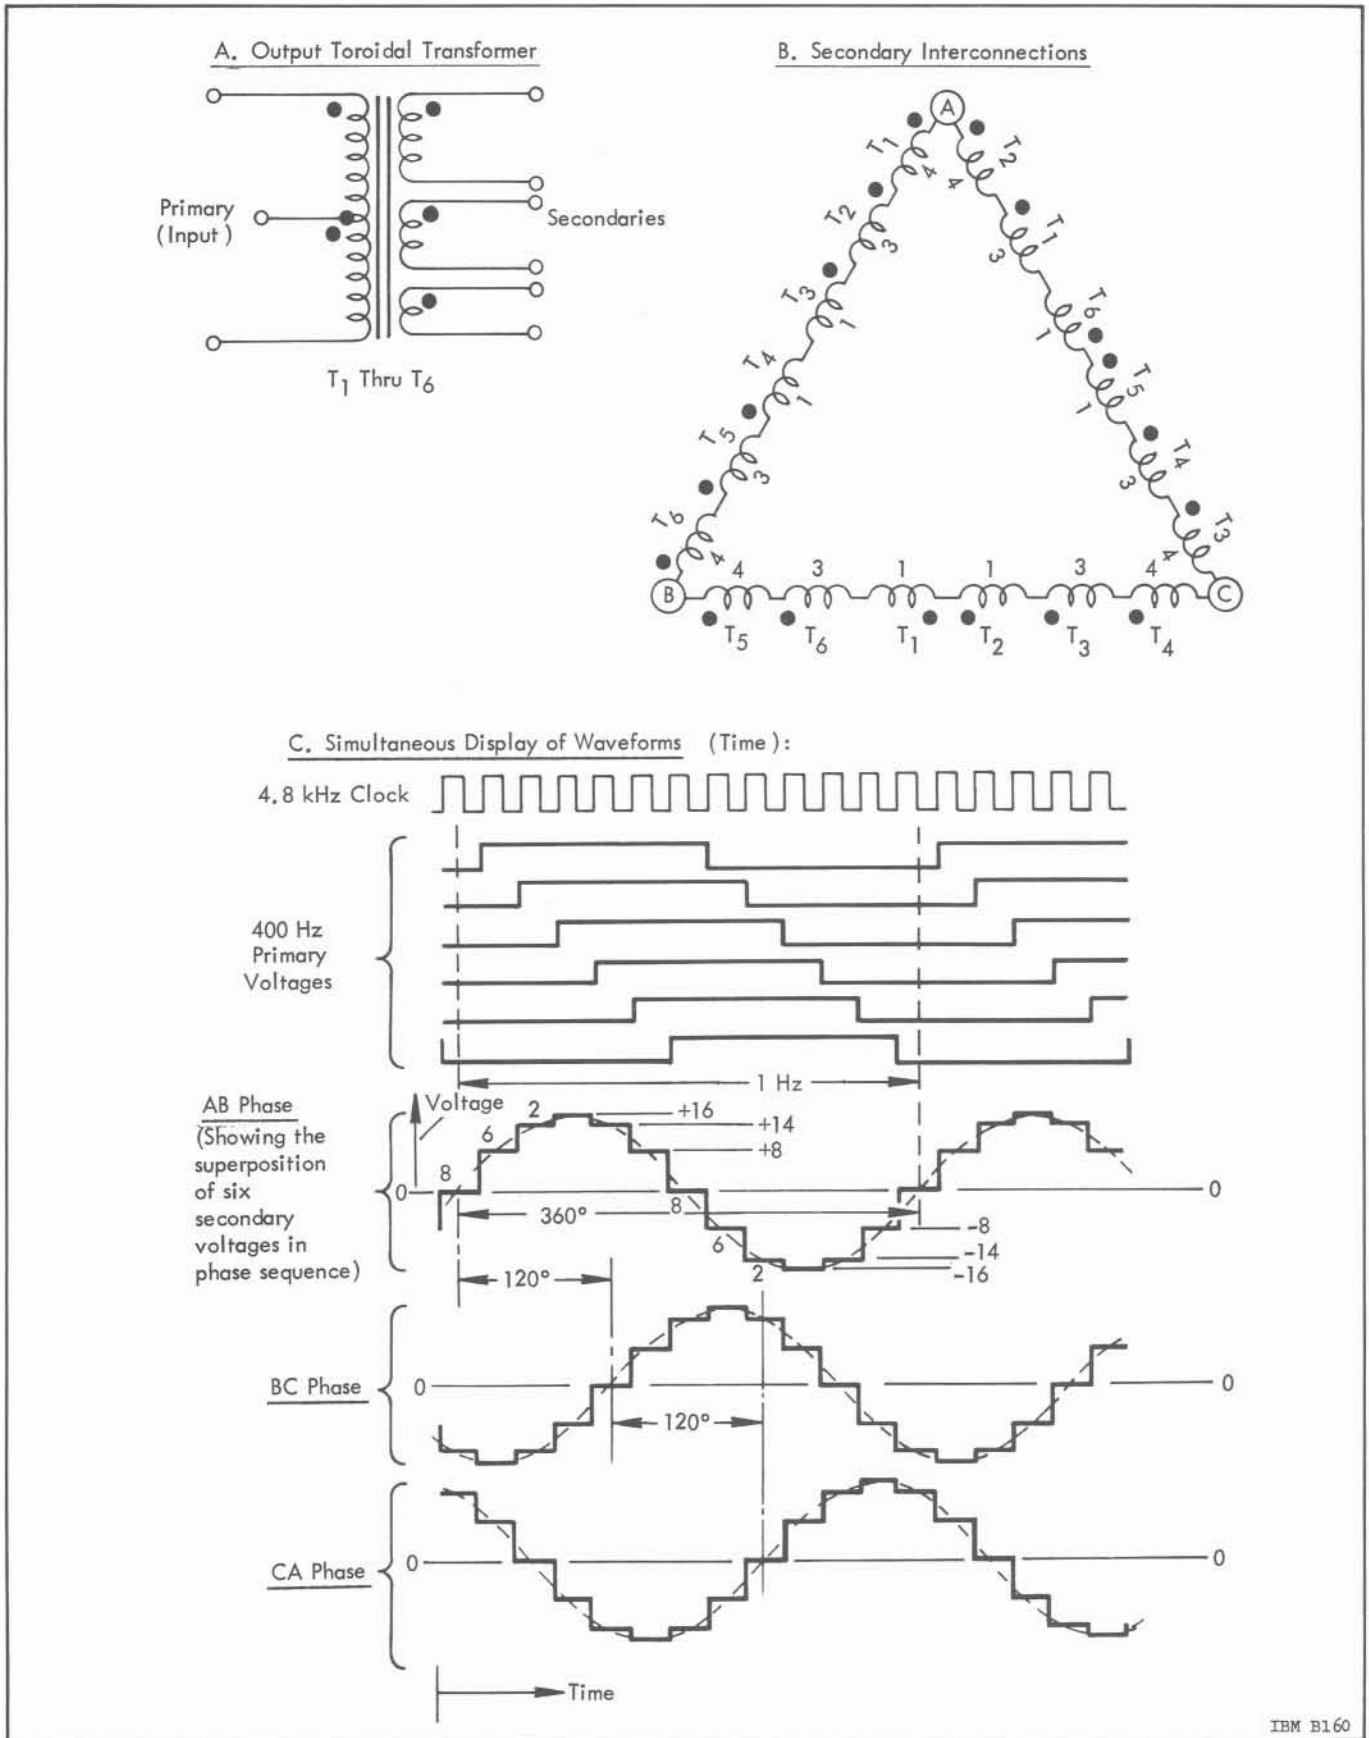 A. Output Toroidal Transformer
B. Secondary Interconnections
Primary
(Input)
Secondaries
T1 Thru T6
A
T1
4
T2
3
T3
1
T4
1
T5
3
T6
4
T2
4
T1
3
T6
1
T5
1
T4
3
T3
4
B
4
3
1
1
3
4
C
T5
T6
T1
T2
T3
T4
C. Simultaneous Display of Waveforms (Time):
4.8 kHz Clock
400 Hz
Primary
Voltages
1 Hz
AB Phase
(Showing the
superposition
of six
secondary
voltages in
phase sequence)
Voltage
2
6
8
+16
+14
+8
0
0
360°
8
6
2
-8
-14
-16
120°
BC Phase
0
0
120°
CA Phase
0
0
Time
IBM B160